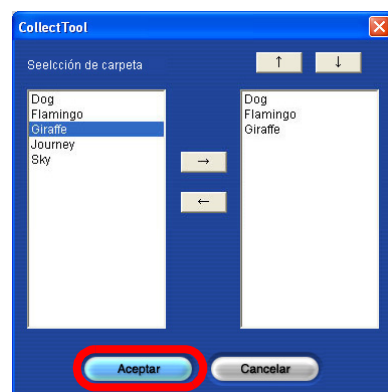 CollectTool
Seelcción de carpeta
↑ ↓
Dog
Flamingo
Giraffe
Journey
Sky
→
←
Dog
Flamingo
Giraffe
Aceptar Cancelar